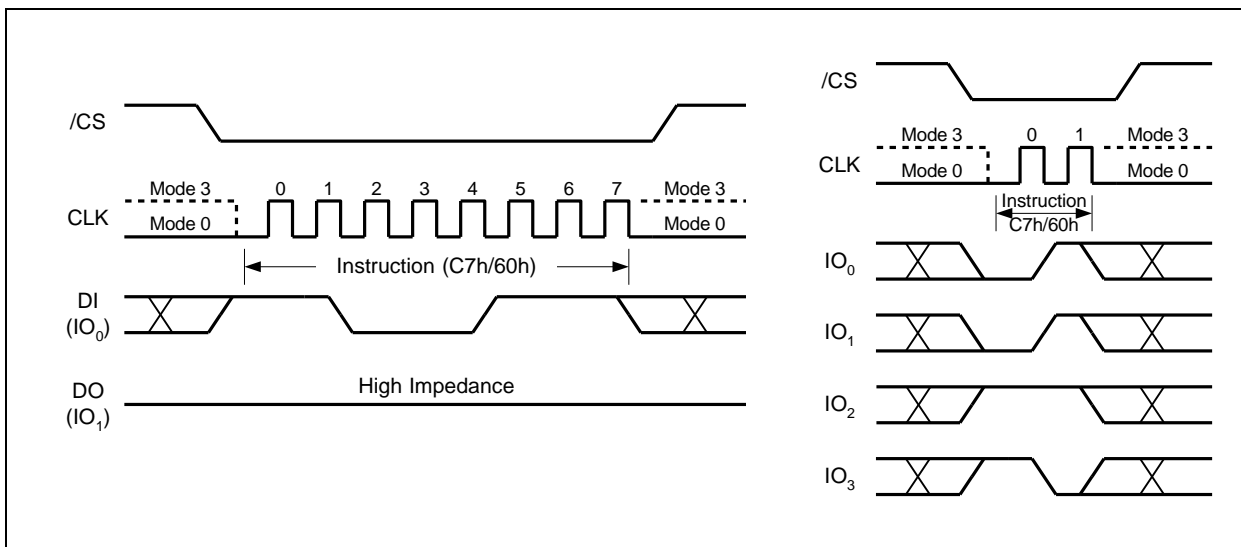 /CS
Mode 3 0 1 2 3 4 5 6 7 Mode 3
CLK
Mode 0 Mode 0
Instruction (C7h/60h)
DI
(IO0)
High Impedance
DO
(IO1)
/CS
Mode 3 0 1 Mode 3
CLK
Mode 0 Mode 0
Instruction
C7h/60h
IO0
IO1
IO2
IO3